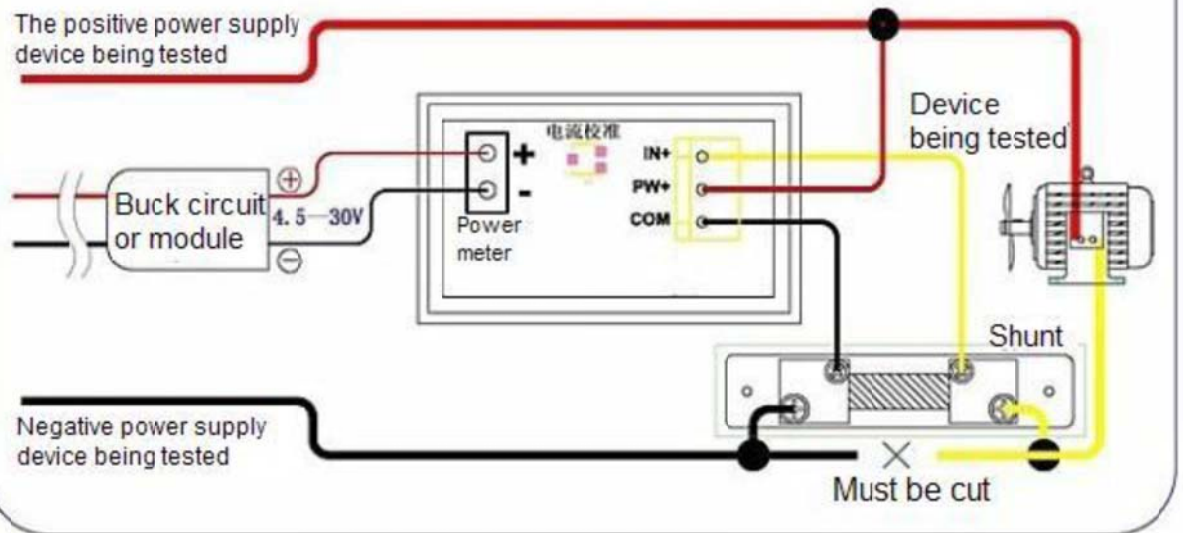 The positive power supply
device being tested
Device
being tested
电流校准
+
-
IN+
PW+
COM
Buck circuit
or module
+
4.5—30V
-
Power
meter
Shunt
Negative power supply
device being tested
Must be cut